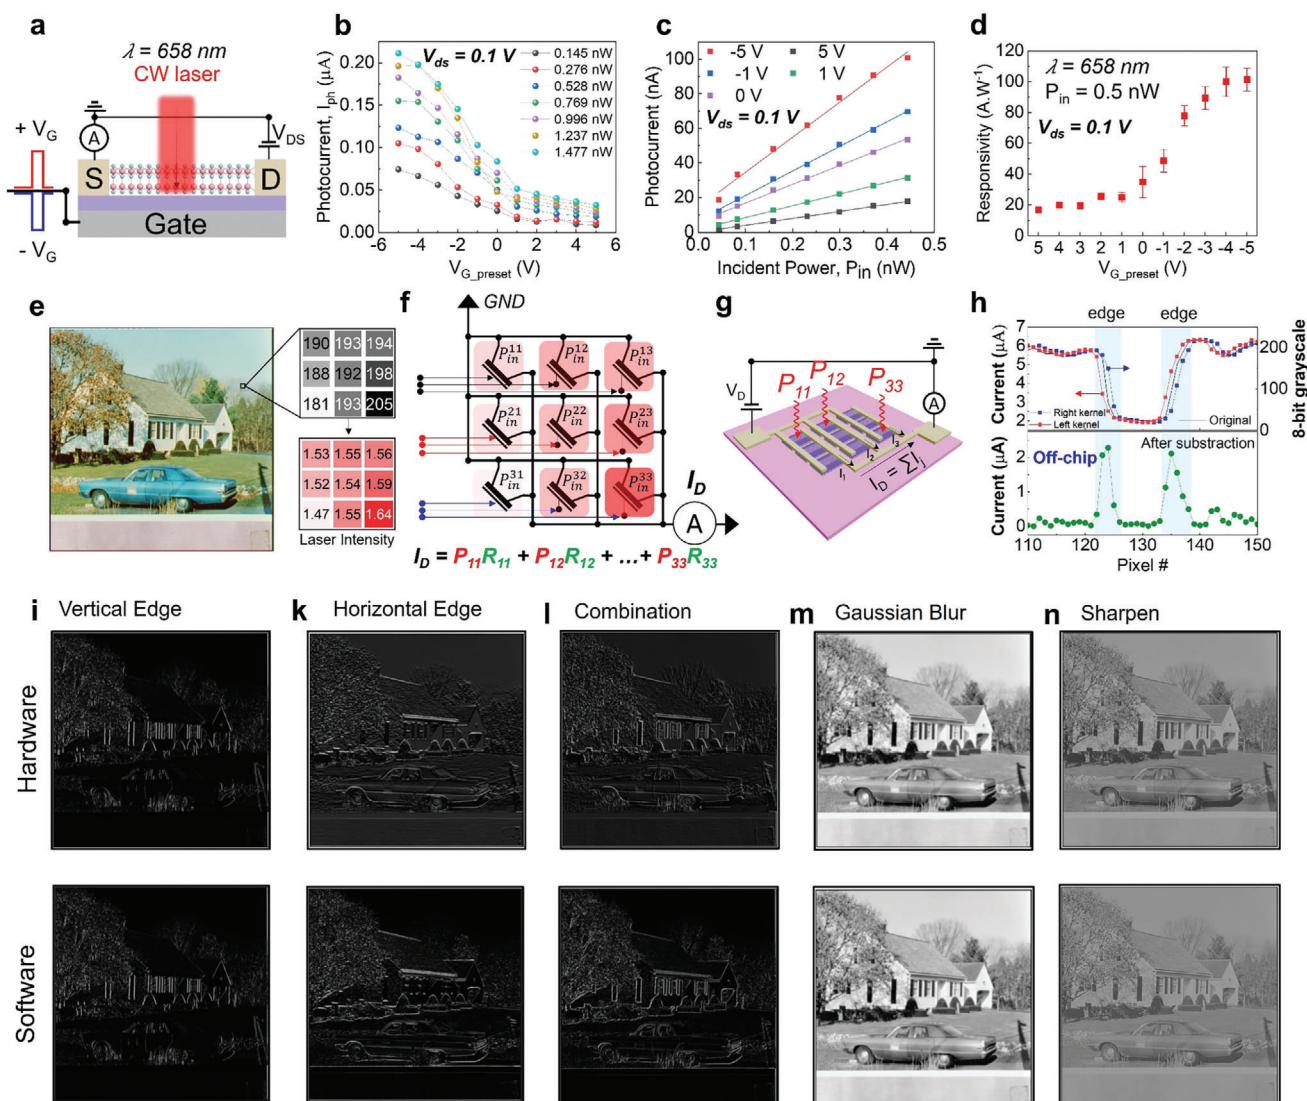 a
λ = 658 nm
CW laser
+ V_G
- V_G
A
S
D
V_DS
Gate
b
V_ds = 0.1 V
0.145 nW
0.276 nW
0.528 nW
0.769 nW
0.996 nW
1.237 nW
1.477 nW
Photocurrent, I_ph (µA)
0.20
0.15
0.10
0.05
0.00
-6 -4 -2 0 2 4 6
V_G_preset (V)
c
-5 V
5 V
-1 V
1 V
0 V
V_ds = 0.1 V
Photocurrent (nA)
100
80
60
40
20
0
0.0 0.1 0.2 0.3 0.4 0.5
Incident Power, P_in (nW)
d
λ = 658 nm
P_in = 0.5 nW
V_ds = 0.1 V
Responsivity (A.W⁻¹)
120
100
80
60
40
20
0
5 4 3 2 1 0 -1 -2 -3 -4 -5
V_G_preset (V)
e
190 193 194
188 192 198
181 193 205
1.53 1.55 1.56
1.52 1.54 1.59
1.47 1.55 1.64
Laser Intensity
f
GND
P_in^11 P_in^12 P_in^13
P_in^21 P_in^22 P_in^23
P_in^31 P_in^32 P_in^33
I_D
A
I_D = P_11R_11 + P_12R_12 + ...+ P_33R_33
g
V_D
P_11 P_12 P_33
A
I_1 I_2 I_3
I_D = ∑I_j
h
edge edge
Current (µA)
7
6
5
4
3
2
Right kernel
Left kernel
Original
200
100
0
8-bit grayscale
After substraction
Off-chip
Current (µA)
2
1
0
110 120 130 140 150
Pixel #
i Vertical Edge
k Horizontal Edge
l Combination
m Gaussian Blur
n Sharpen
Hardware
Software